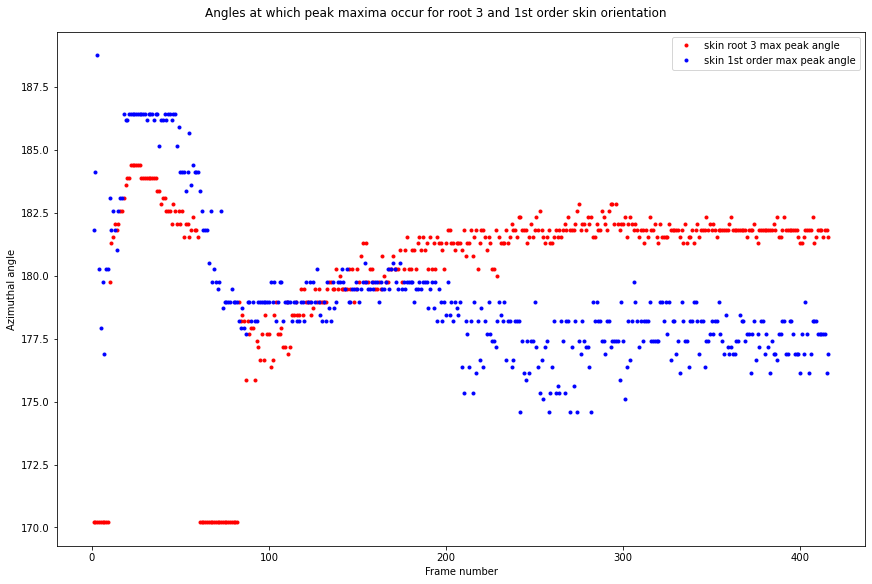 Angles at which peak maxima occur for root 3 and 1st order skin orientation
skin root 3 max peak angle
skin 1st order max peak angle
187.5
185.0
182.5
180.0
177.5
175.0
172.5
170.0
Azimuthal angle
0 100 200 300 400
Frame number